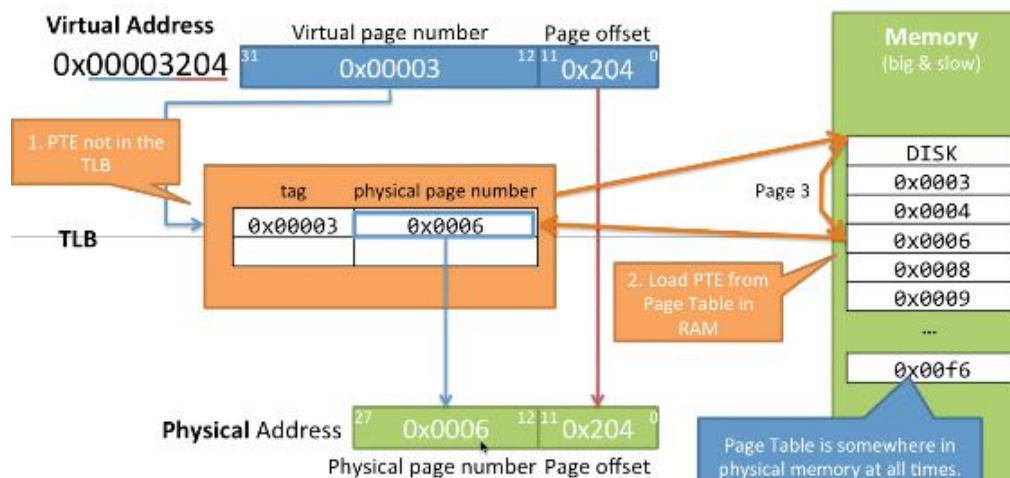 Virtual Address
0x00003204
Virtual page number
Page offset
31
0x00003
12
11
0x204
0
Memory
(big & slow)
1. PTE not in the
TLB
TLB
tag
physical page number
0x00003
0x0006
Page 3
DISK
0x0003
0x0004
0x0006
0x0008
0x0009
...
0x00f6
2. Load PTE from
Page Table in
RAM
Physical Address
27
0x0006
12
11
0x204
0
Physical page number
Page offset
Page Table is somewhere in
physical memory at all times.